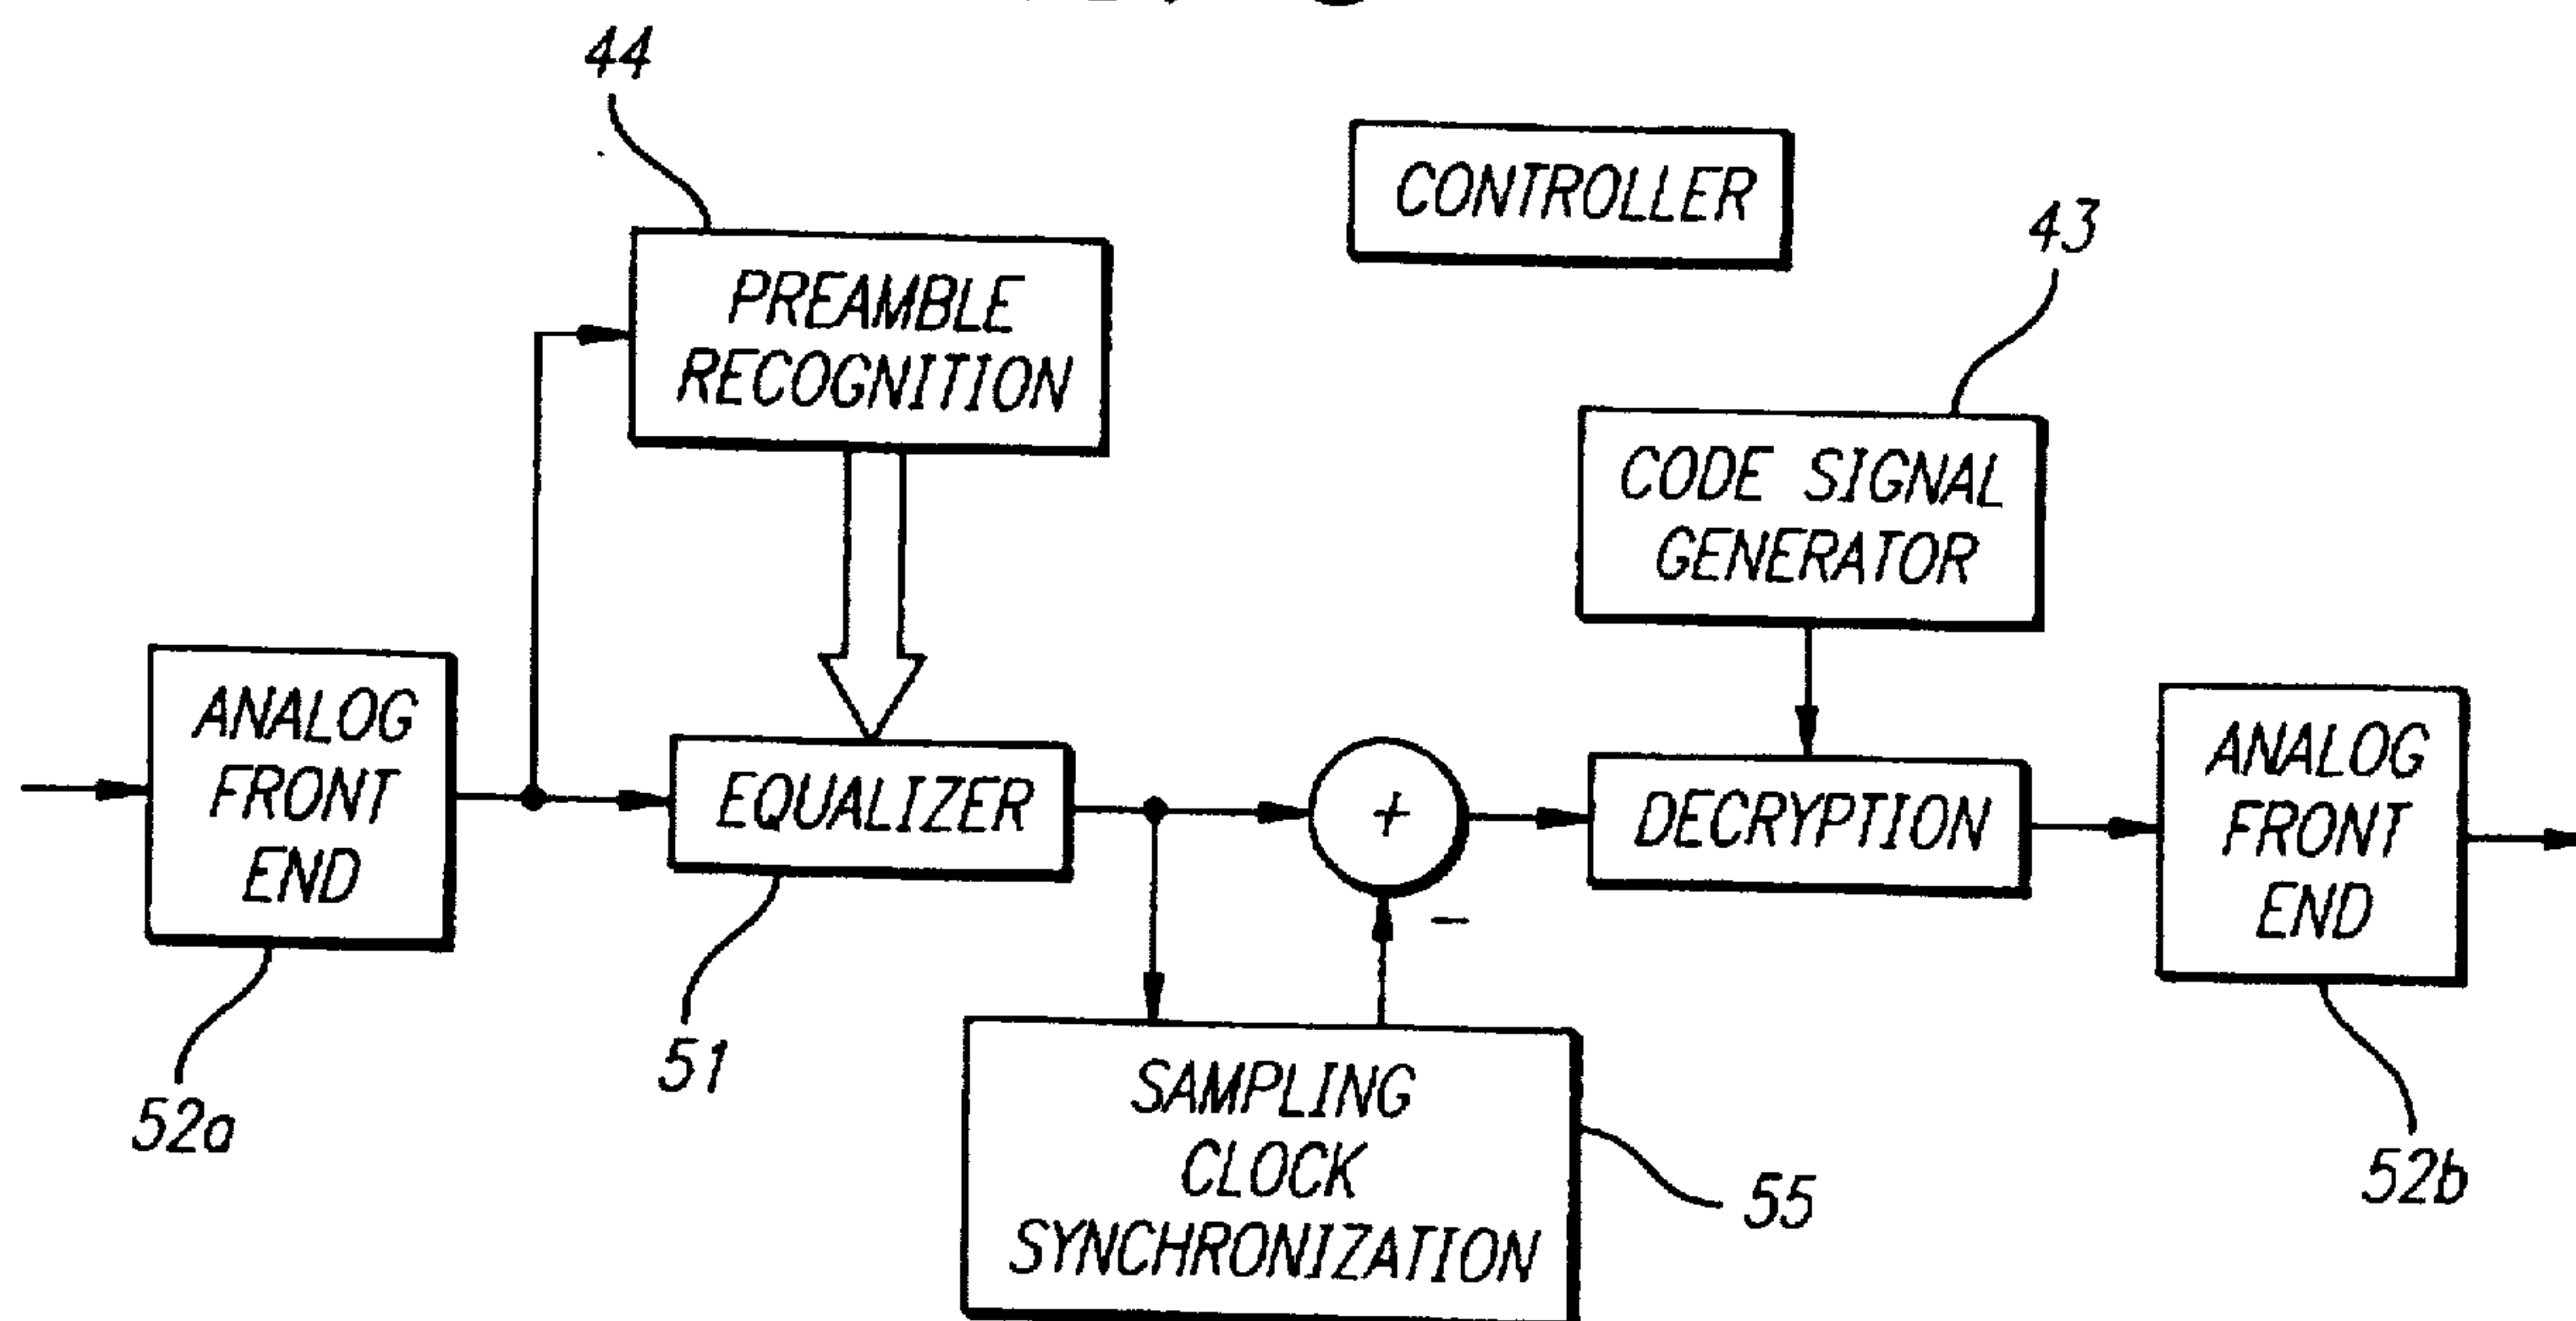 44
CONTROLLER
43
PREAMBLE
RECOGNITION
CODE SIGNAL
GENERATOR
ANALOG
FRONT
END
EQUALIZER
+
DECRYPTION
ANALOG
FRONT
END
−
51
52a
SAMPLING
CLOCK
SYNCHRONIZATION
55
52b